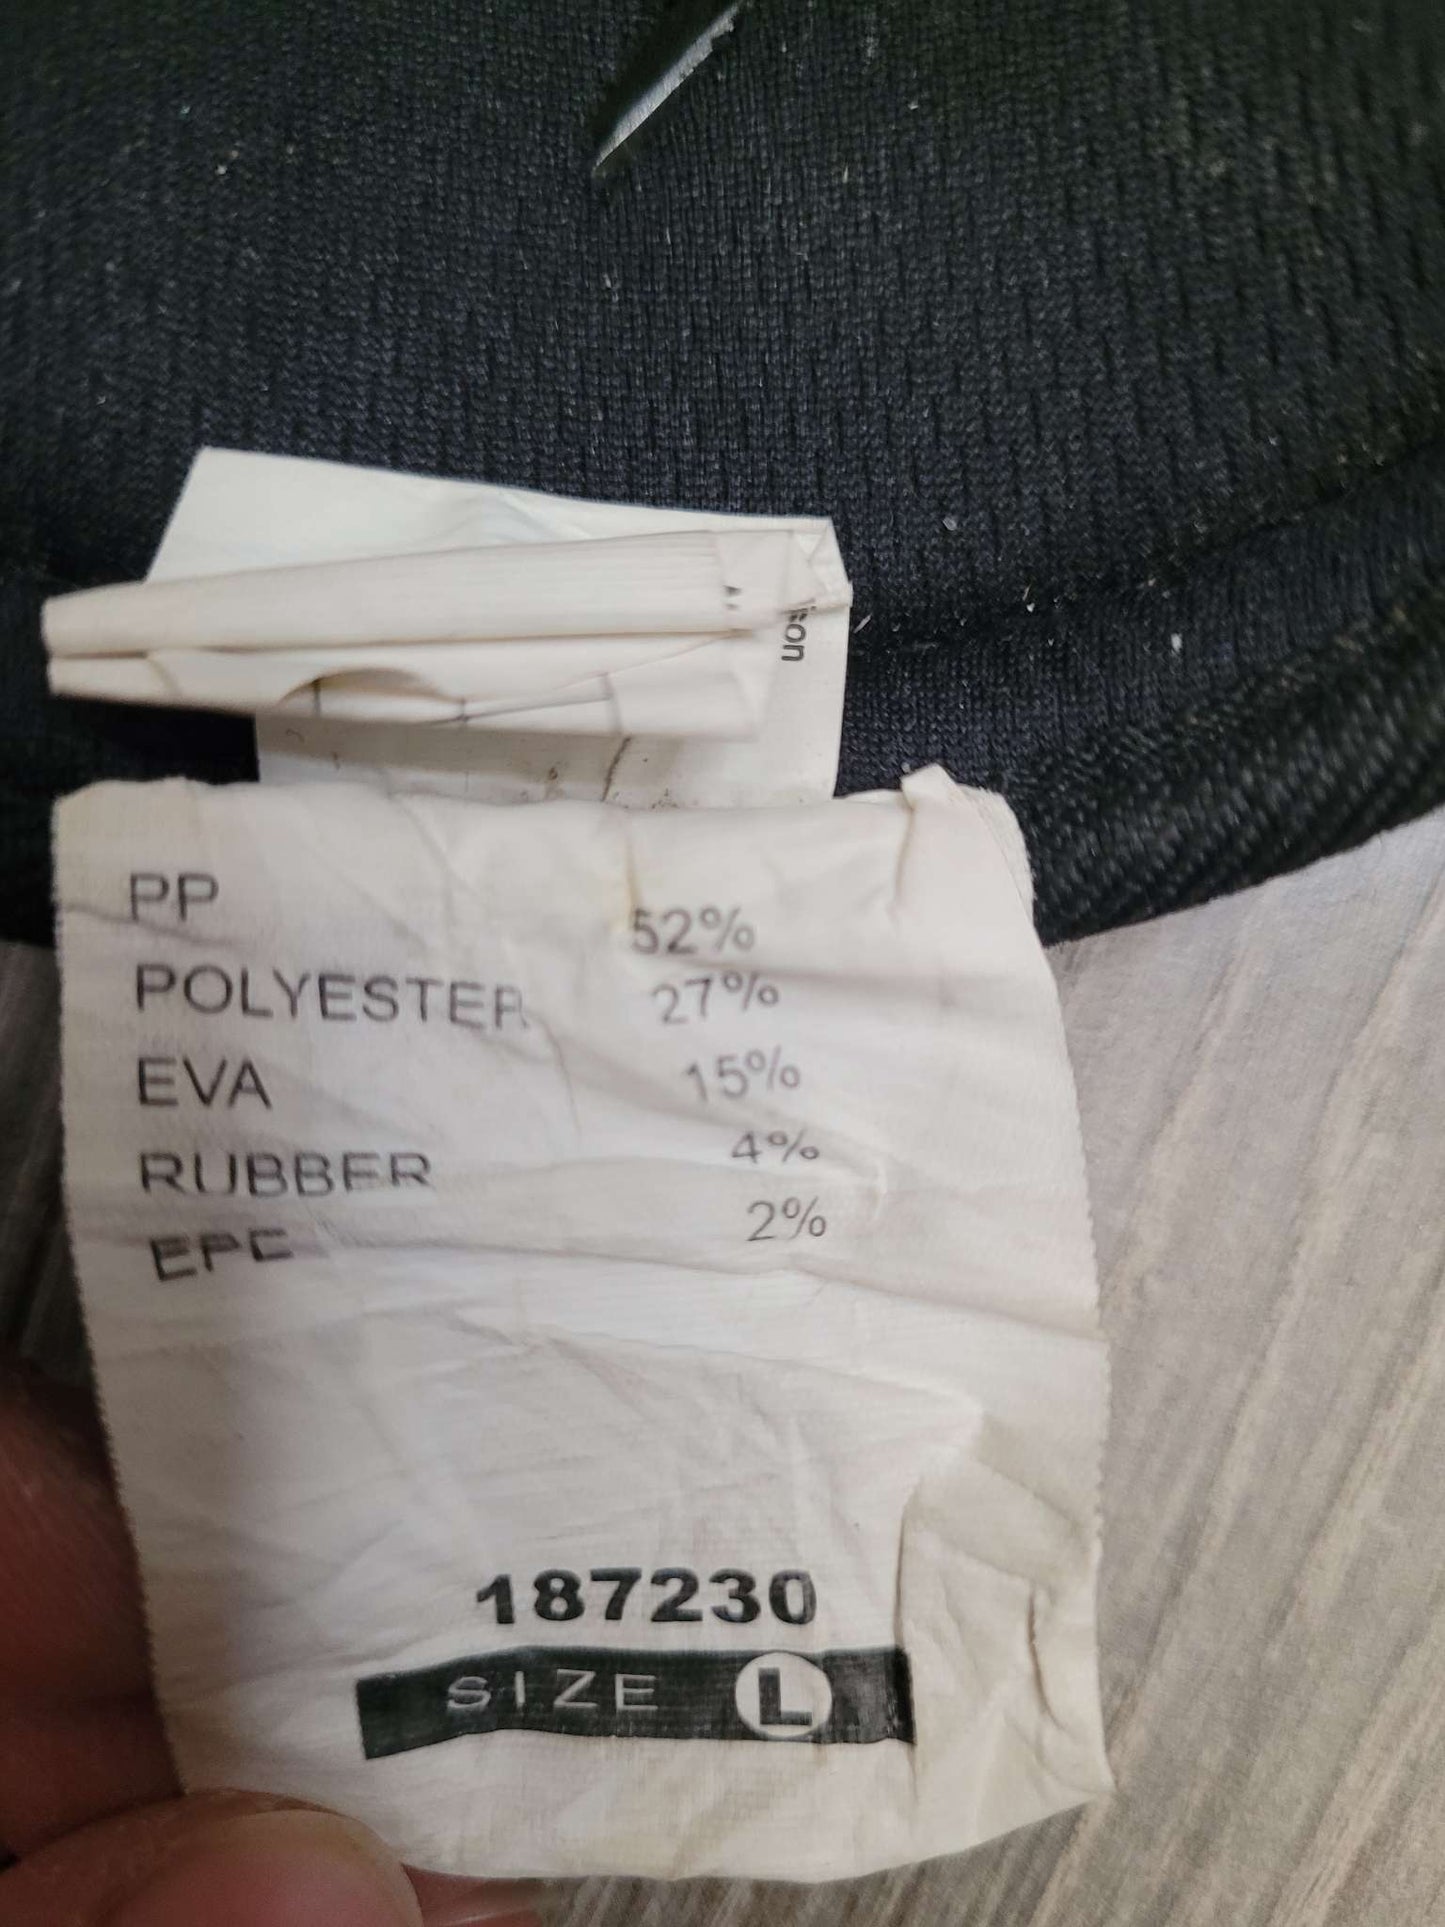 PP 52%
POLYESTER 27%
EVA 15%
RUBBER 4%
EPE 2%
187230
SIZE L